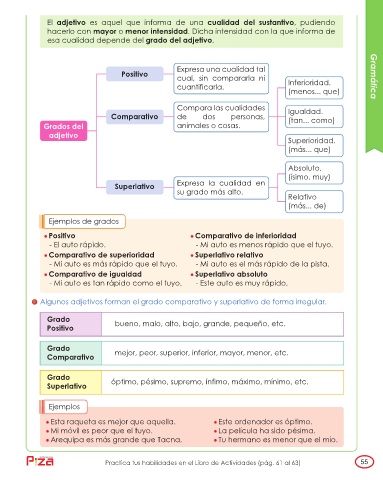 El adjetivo es aquel que informa de una cualidad del sustantivo, pudiendo
hacerlo con mayor o menor intensidad. Dicha intensidad con la que informa de
esa cualidad depende del grado del adjetivo.
Gramática
Grados del
adjetivo
Positivo
Expresa una cualidad tal
cual, sin compararla ni
cuantificarla.
Comparativo
Compara las cualidades
de dos personas,
animales o cosas.
Inferioridad.
(menos... que)
Igualdad.
(tan... como)
Superioridad.
(más... que)
Superlativo
Expresa la cualidad en
su grado más alto.
Absoluto.
(ísimo, muy)
Relativo
(más... de)
Ejemplos de grados
Positivo
- El auto rápido.
Comparativo de superioridad
- Mi auto es más rápido que el tuyo.
Comparativo de igualdad
- Mi auto es tan rápido como el tuyo.
Comparativo de inferioridad
- Mi auto es menos rápido que el tuyo.
Superlativo relativo
- Mi auto es el más rápido de la pista.
Superlativo absoluto
- Este auto es muy rápido.
Algunos adjetivos forman el grado comparativo y superlativo de forma irregular.
Grado
Positivo
bueno, malo, alto, bajo, grande, pequeño, etc.
Grado
Comparativo
mejor, peor, superior, inferior, mayor, menor, etc.
Grado
Superlativo
óptimo, pésimo, supremo, ínfimo, máximo, mínimo, etc.
Ejemplos
Esta raqueta es mejor que aquella.
Mi móvil es peor que el tuyo.
Arequipa es más grande que Tacna.
Este ordenador es óptimo.
La película ha sido pésima.
Tu hermano es menor que el mío.
Practica tus habilidades en el Libro de Actividades (pág. 61 al 63)
55